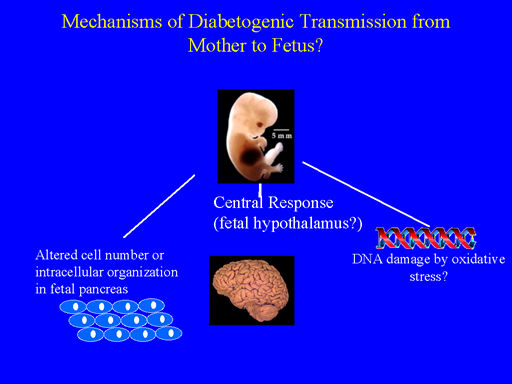 Mechanisms of Diabetogenic Transmission from
Mother to Fetus?
5 mm
Central Response
(fetal hypothalamus?)
Altered cell number or
intracellular organization
in fetal pancreas
DNA damage by oxidative
stress?